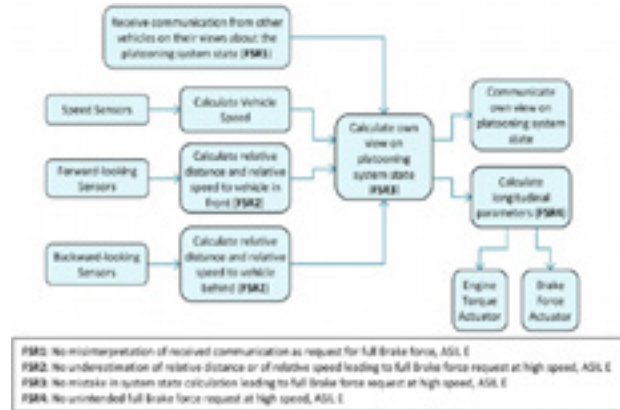 Receive communication from other
vehicles on their views about the
platooning system state (FSR1)
Speed Sensors
Calculate Vehicle
Speed
Forward-looking
Sensors
Calculate relative
distance and relative
speed to vehicle in
front (FSR2)
Backward-looking
Sensors
Calculate relative
distance and relative
speed to vehicle
behind (FSR2)
Calculate own
view on
platooning
system state
(FSR3)
Communicate
own view on
platooning system
state
Calculate
longitudinal
parameters (FSR4)
Engine
Torque
Actuator
Brake
Force
Actuator
FSR1: No misinterpretation of received communication as request for full Brake force, ASIL E
FSR2: No underestimation of relative distance or of relative speed leading to full Brake force request at high speed, ASIL E
FSR3: No mistake in system state calculation leading to full Brake force request at high speed, ASIL E
FSR4: No unintended full Brake force request at high speed, ASIL E